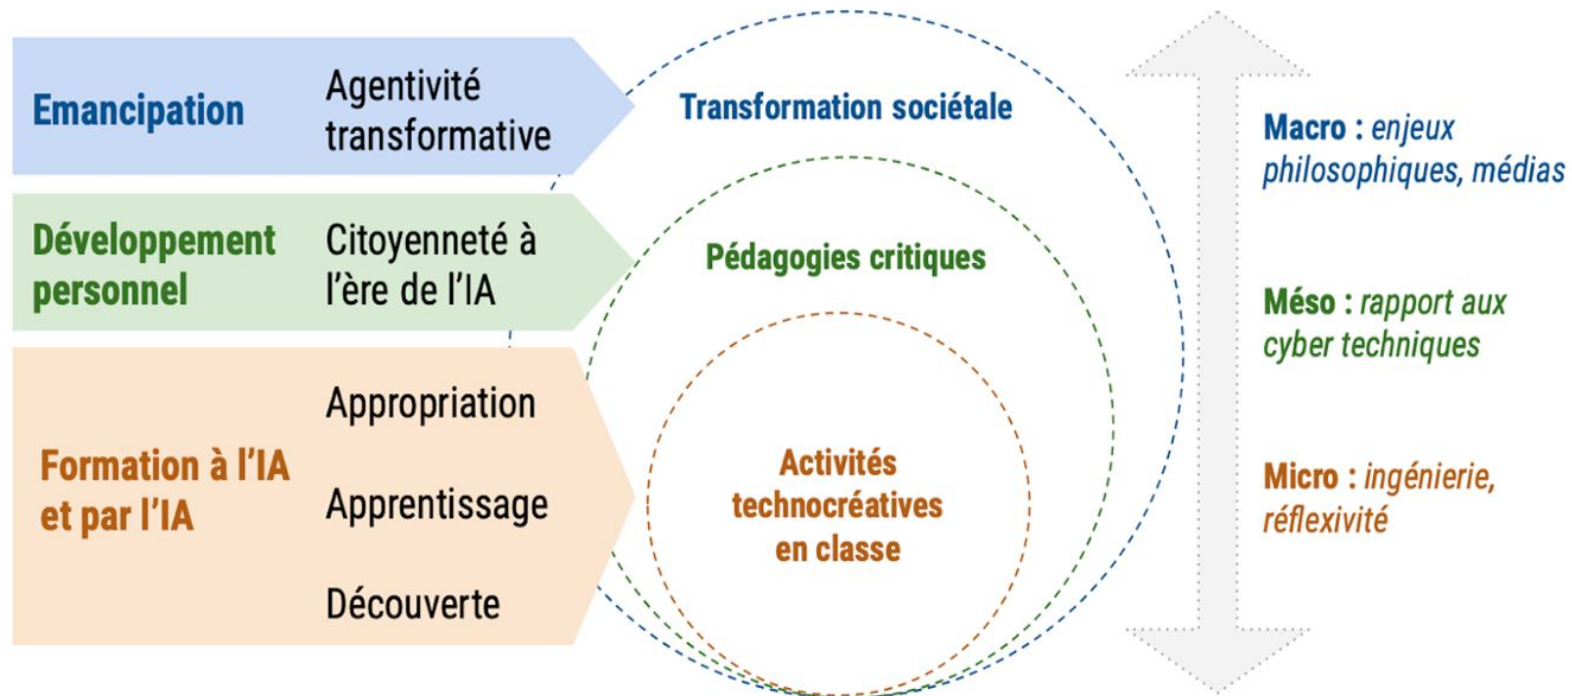 Emancipation
Agentivité
transformative
Développement
personnel
Citoyenneté à
l'ère de l'IA
Formation à l'IA
et par l'IA
Appropriation
Apprentissage
Découverte
Transformation sociétale
Pédagogies critiques
Activités
technocréatives
en classe
Macro : enjeux
philosophiques, médias
Méso : rapport aux
cyber techniques
Micro : ingénierie,
réflexivité